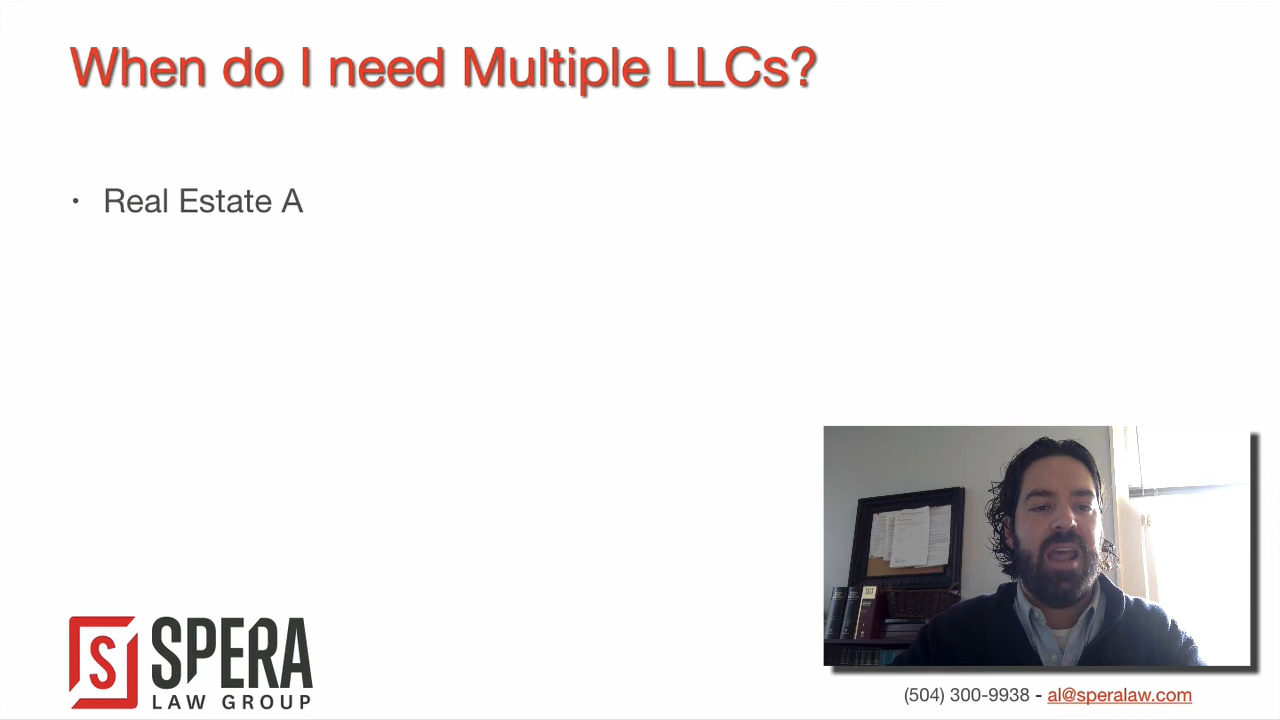 When do I need Multiple LLCs?
• Real Estate A
S SPERA
LAW GROUP
(504) 300-9938 - al@speralaw.com